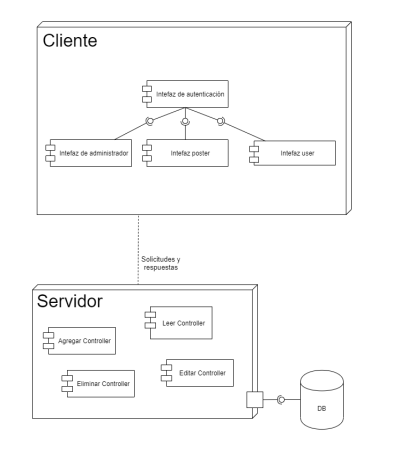 Cliente
Intefaz de autenticación
Intefaz de administrador
Intefaz poster
Intefaz user
Solicitudes y
respuestas
Servidor
Leer Controller
Agregar Controller
Editar Controller
Eliminar Controller
DB